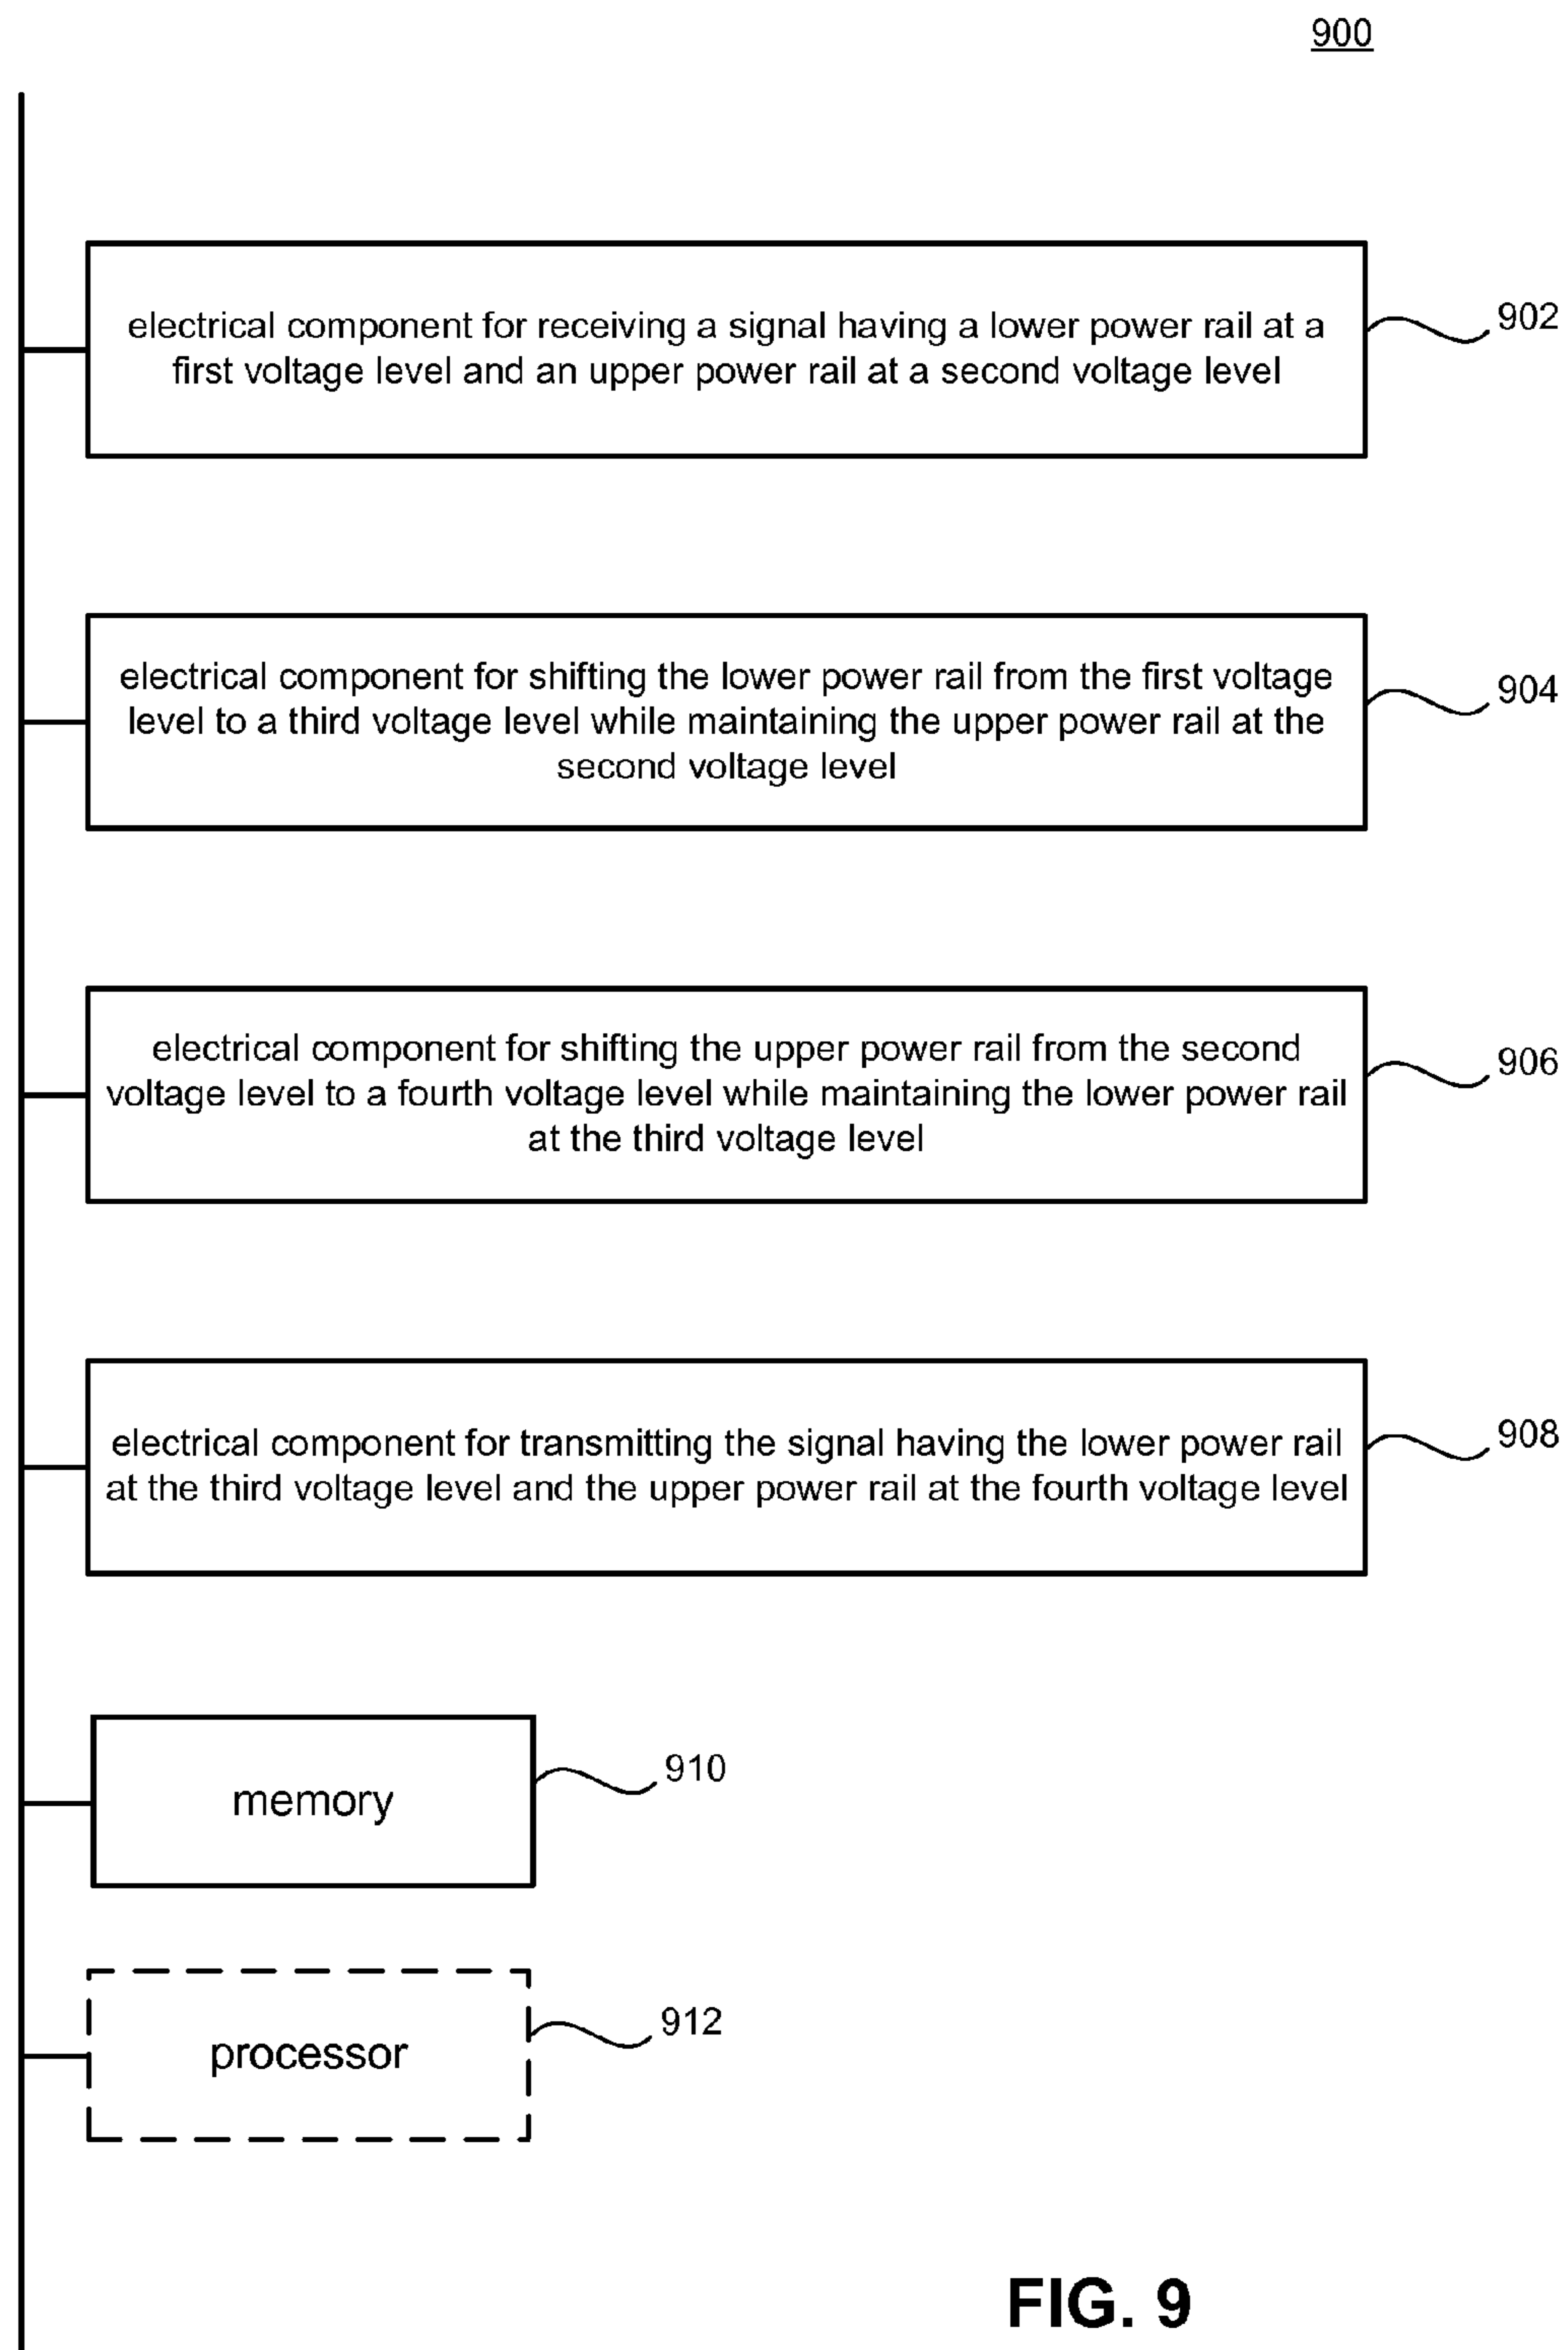 900
electrical component for receiving a signal having a lower power rail at a
first voltage level and an upper power rail at a second voltage level
902
electrical component for shifting the lower power rail from the first voltage
level to a third voltage level while maintaining the upper power rail at the
second voltage level
904
electrical component for shifting the upper power rail from the second
voltage level to a fourth voltage level while maintaining the lower power rail
at the third voltage level
906
electrical component for transmitting the signal having the lower power rail
at the third voltage level and the upper power rail at the fourth voltage level
908
memory
910
processor
912
FIG. 9